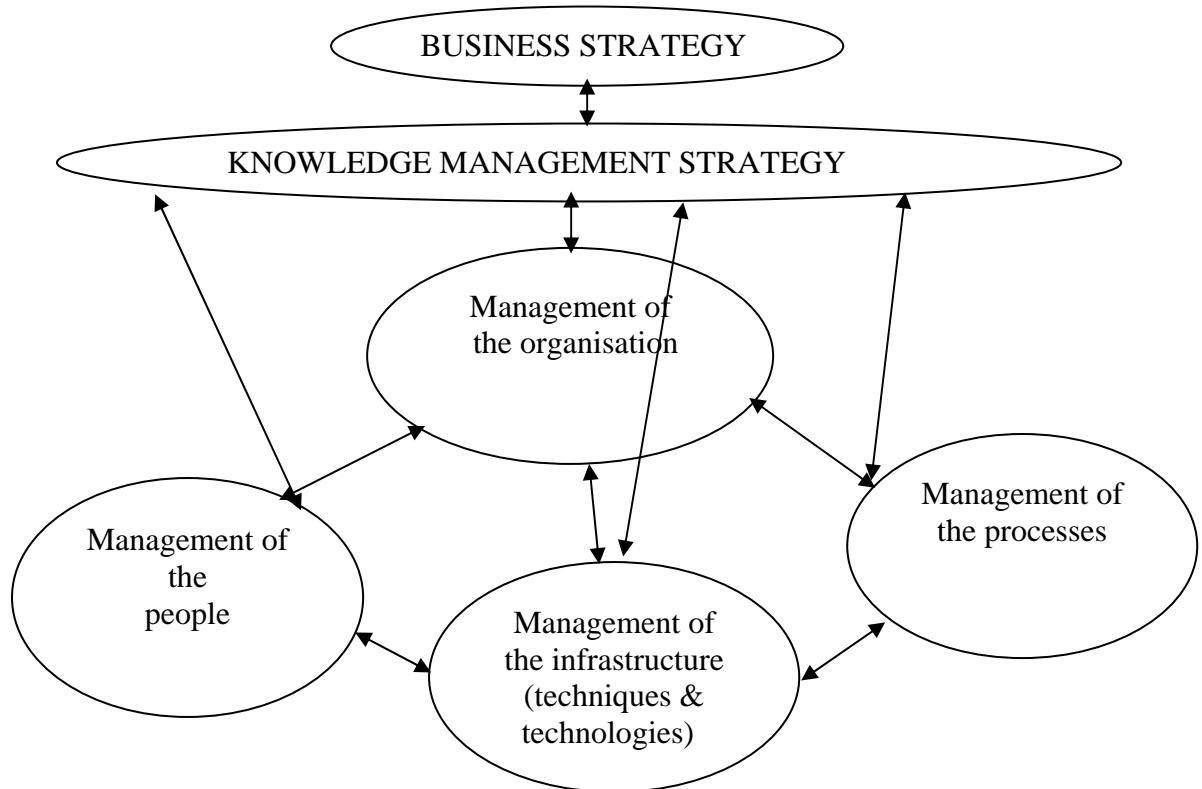 BUSINESS STRATEGY
KNOWLEDGE MANAGEMENT STRATEGY
Management of
the organisation
Management of
the processes
Management of
the
people
Management of
the infrastructure
(techniques &
technologies)